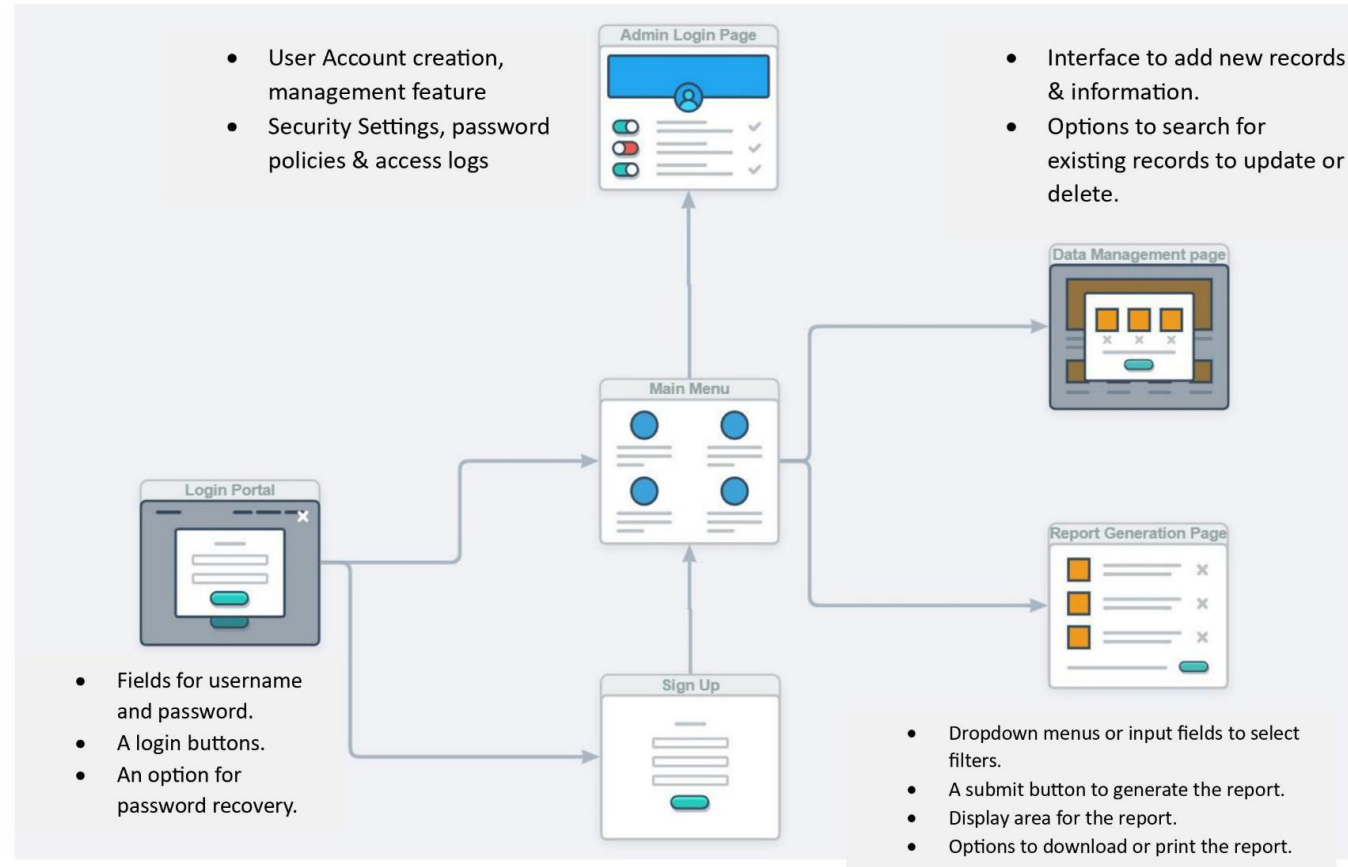 Admin Login Page
• User Account creation,
management feature
• Security Settings, password
policies & access logs
• Interface to add new records
& information.
• Options to search for
existing records to update or
delete.
Data Management page
Main Menu
Login Portal
Report Generation Page
• Fields for username
and password.
• A login buttons.
• An option for
password recovery.
Sign Up
• Dropdown menus or input fields to select
filters.
• A submit button to generate the report.
• Display area for the report.
• Options to download or print the report.